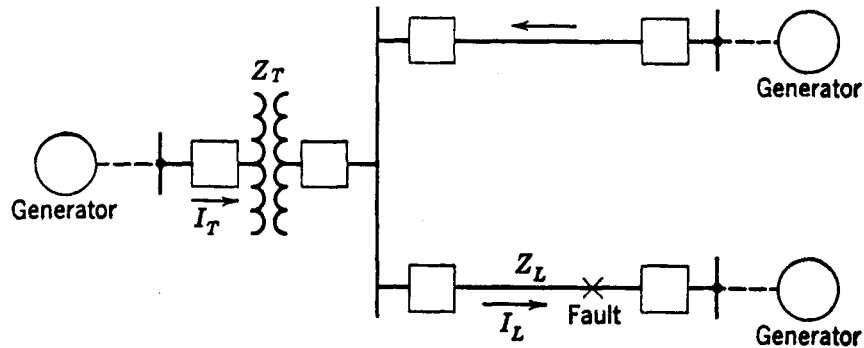 Z_T
Generator
Generator
I_T
Z_L
I_L
Fault
Generator